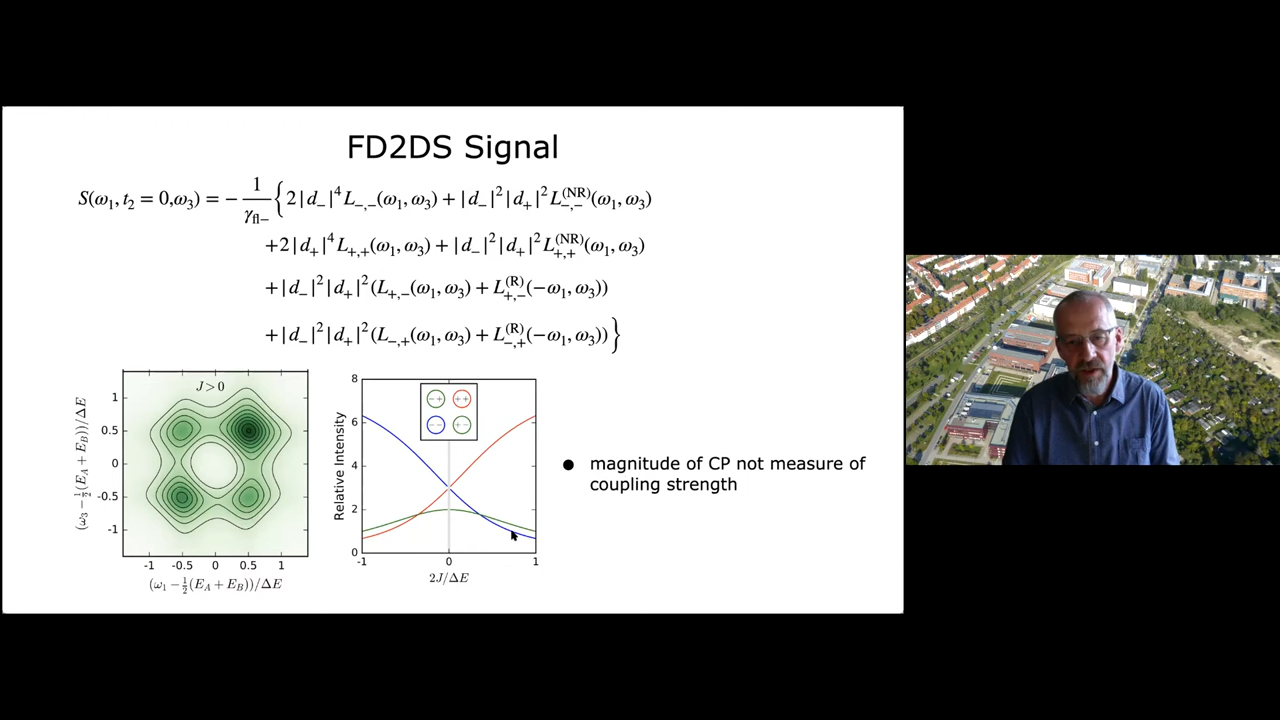 FD2DS Signal
S(ω₁, t₂ = 0,ω₃) = − 1/γ_fl− { 2|d₋|⁴L₋,₋(ω₁, ω₃) + |d₋|²|d₊|²L₋,₋^(NR)(ω₁, ω₃)
+2|d₊|⁴L₊,₊(ω₁, ω₃) + |d₋|²|d₊|²L₊,₊^(NR)(ω₁, ω₃)
+|d₋|²|d₊|²(L₊,₋(ω₁, ω₃) + L₊,₋^(R)(−ω₁, ω₃))
+|d₋|²|d₊|²(L₋,₊(ω₁, ω₃) + L₋,₊^(R)(−ω₁, ω₃)) }
J > 0
(ω₃ − ½(E_A + E_B))/ΔE
1
0.5
0
-0.5
-1
-1 -0.5 0 0.5 1
(ω₁ − ½(E_A + E_B))/ΔE
Relative Intensity
8
6
4
2
0
−+ ++
−− +−
-1 0 1
2J/ΔE
● magnitude of CP not measure of
coupling strength